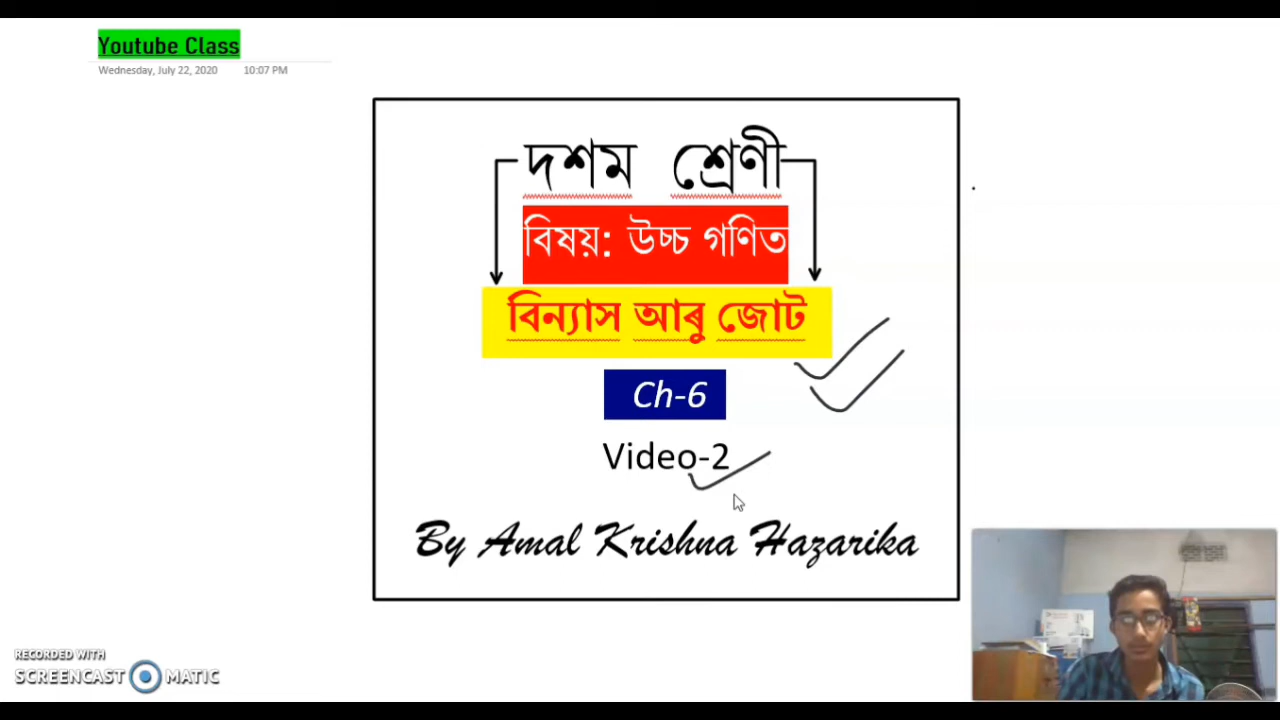 Youtube Class
Wednesday, July 22, 2020 10:07 PM
দশম শ্ৰেণী
বিষয়: উচ্চ গণিত
বিন্যাস আৰু জোট
Ch-6
Video-2
By Amal Krishna Hazarika
RECORDED WITH
SCREENCAST MATIC